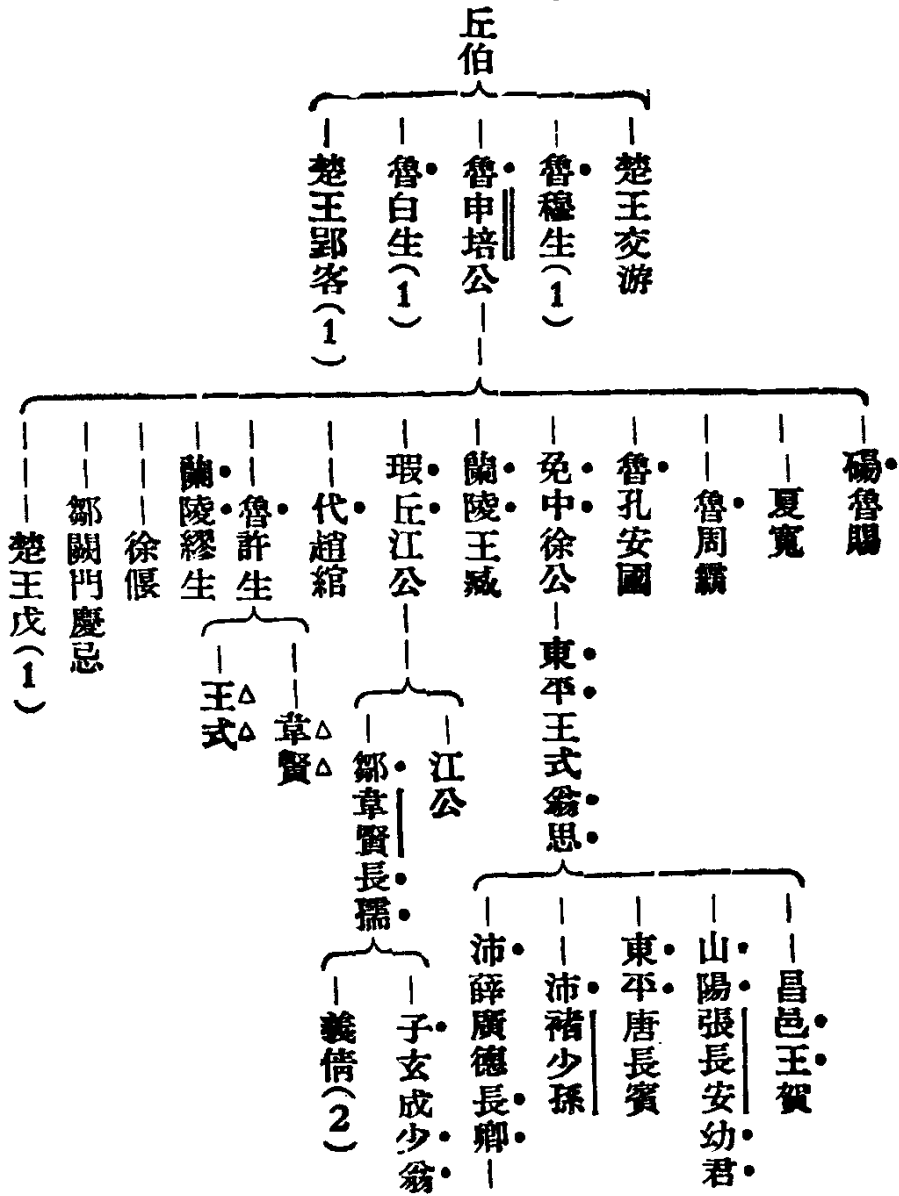 丘伯
楚王交游
魯穆生(1)
魯申培公
魯白生(1)
楚王郢客(1)
碭魯賜
夏寬
魯周霸
魯孔安國
免中徐公
蘭陵王臧
瑕丘江公
代趙綰
魯許生
蘭陵繆生
徐偃
鄒闕門慶忌
楚王戊(1)
東平王式翁思
江公
鄒韋賢長孺
韋賢
王式
昌邑王賀
山陽張長安幼君
東平唐長賓
沛褚少孫
沛薛廣德長卿
子玄成少翁
義倩(2)